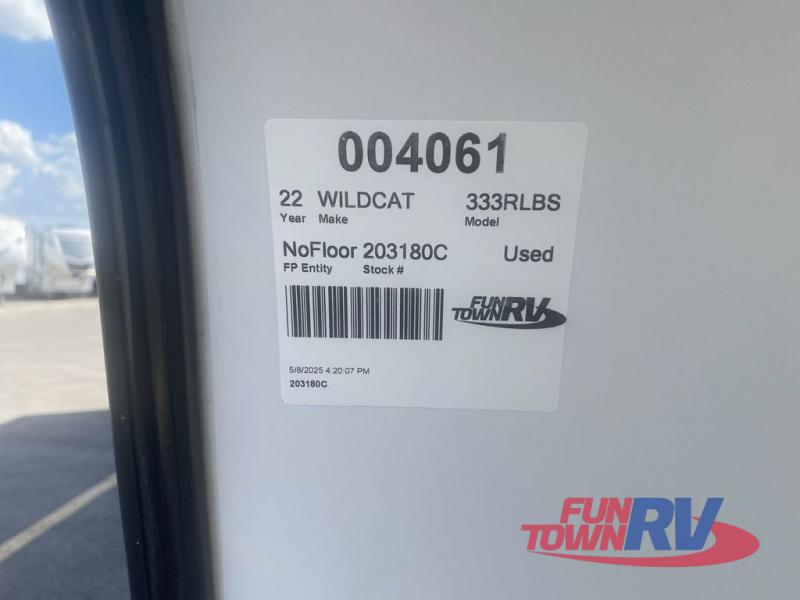 004061
22 WILDCAT 333RLBS
Year Make Model
NoFloor 203180C Used
FP Entity Stock #
FUN
TOWN RV
5/8/2025 4:20:07 PM
203180C
FUN
TOWN RV